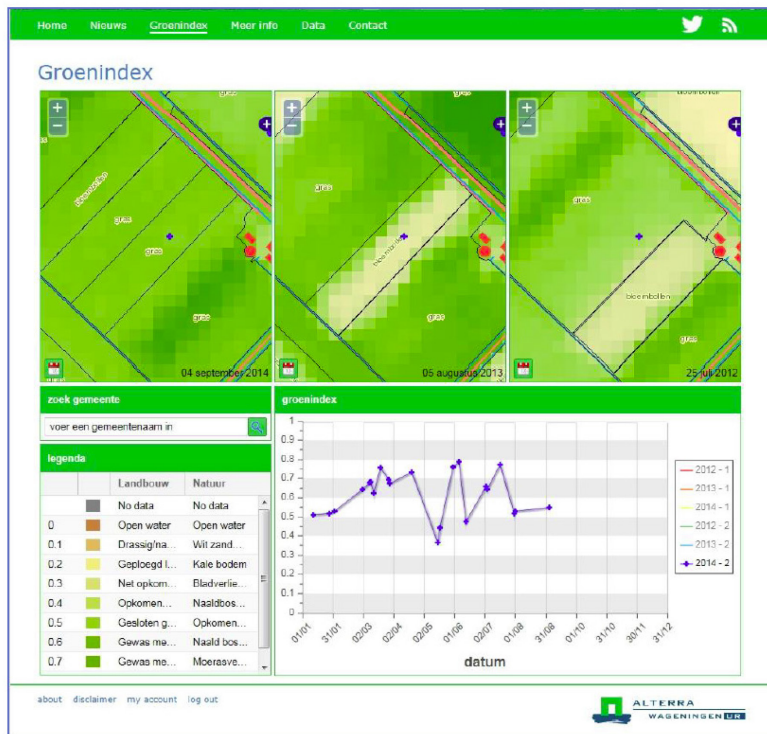 Home Nieuws Groenindex Meer info Data Contact
Groenindex
gras
bloembollen
gras
gras
gras
04 september 2014
gras
gras
gras
05 augustus 2013
bloembollen
gras
bloembollen
gras
25 juli 2012
zoek gemeente
voer een gemeentenaam in
legenda
Landbouw Natuur
No data No data
0 Open water Open water
0.1 Drassig/na... Wit zand...
0.2 Geploegd l... Kale bodem
0.3 Net opkom... Bladverlie...
0.4 Opkomen... Naaldbos...
0.5 Gesloten g... Opkomen...
0.6 Gewas me... Naald bos...
0.7 Gewas me... Moerasve...
groenindex
1
0.9
0.8
0.7
0.6
0.5
0.4
0.3
0.2
0.1
0
01/01 31/01 02/03 02/04 02/05 01/06 02/07 01/08 31/08 01/10 31/10 30/11 31/12
datum
2012 - 1
2013 - 1
2014 - 1
2012 - 2
2013 - 2
2014 - 2
about disclaimer my account log out
ALTERRA
WAGENINGEN UR